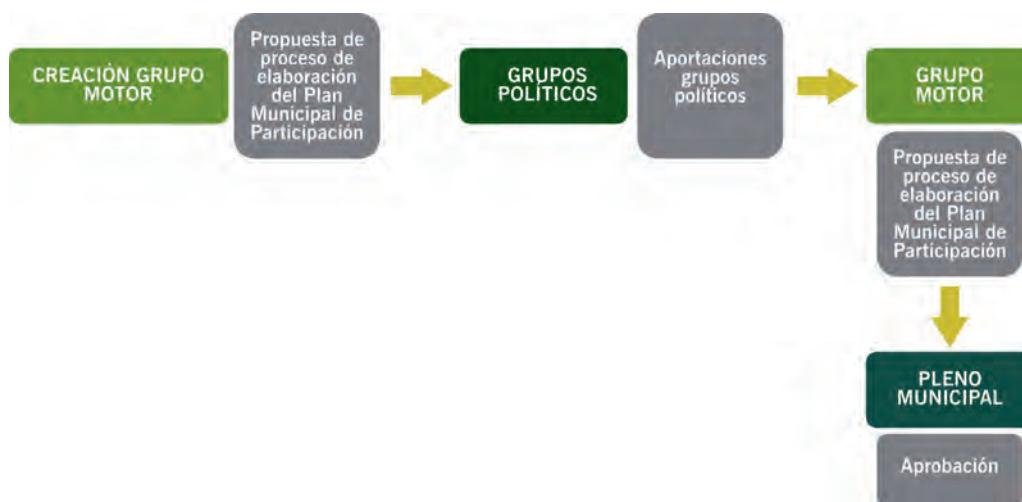 CREACIÓN GRUPO
MOTOR
Propuesta de
proceso de
elaboración
del Plan
Municipal de
Participación
GRUPOS
POLÍTICOS
Aportaciones
grupos
políticos
GRUPO
MOTOR
Propuesta de
proceso de
elaboración
del Plan
Municipal de
Participación
PLENO
MUNICIPAL
Aprobación